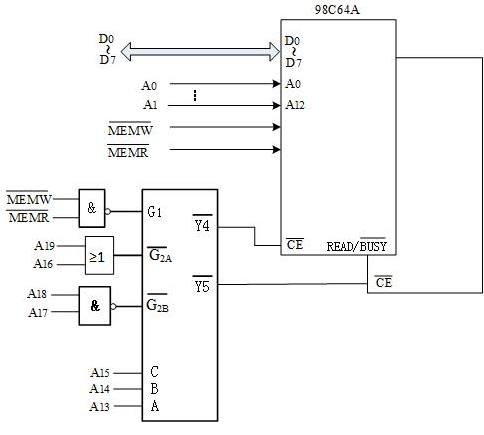 98C64A
D0
~
D7
D0
~
D7
A0
A0
A1
A12
MEMW
MEMR
MEMW
MEMR
&
G1
Y4
CE
READ/BUSY
A19
A16
≥1
G2A
Y5
CE
A18
A17
&
G2B
A15
C
A14
B
A13
A